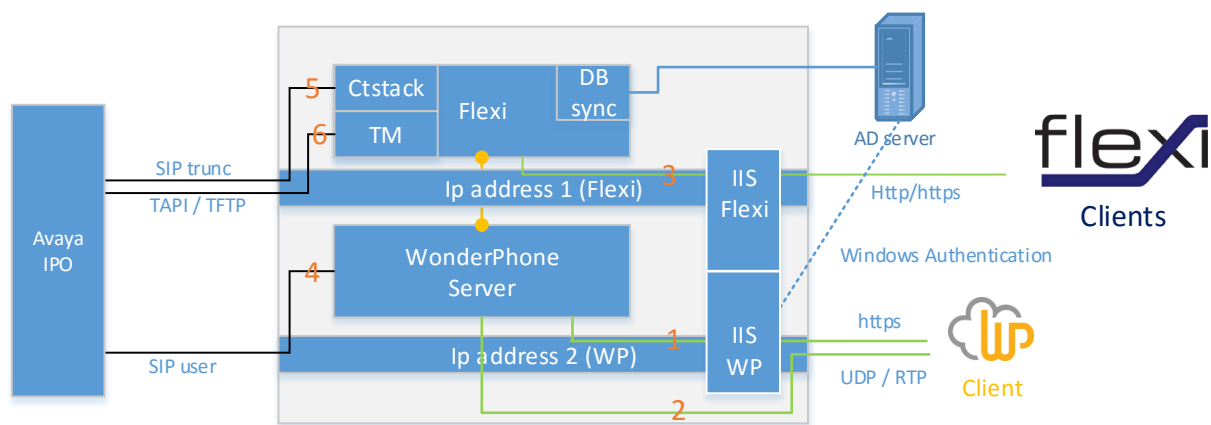 5
Ctstack
6
TM
Flexi
DB
sync
AD server
flexi
Clients
SIP trunc
TAPI / TFTP
Ip address 1 (Flexi)
3
IIS
Flexi
Http/https
Avaya
IPO
4
WonderPhone
Server
Windows Authentication
SIP user
Ip address 2 (WP)
1
IIS
WP
https
UDP / RTP
2
wp
Client